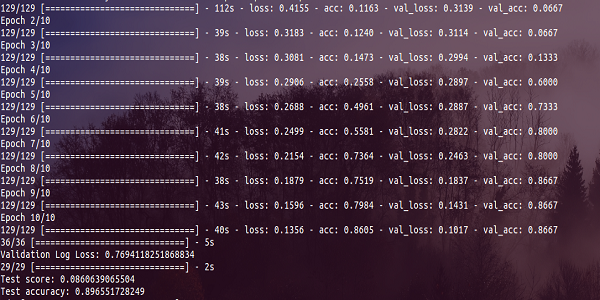 129/129 [==============================] - 112s - loss: 0.4155 - acc: 0.1163 - val_loss: 0.3139 - val_acc: 0.0667
Epoch 2/10
129/129 [==============================] - 39s - loss: 0.3183 - acc: 0.1240 - val_loss: 0.3114 - val_acc: 0.0667
Epoch 3/10
129/129 [==============================] - 38s - loss: 0.3081 - acc: 0.1473 - val_loss: 0.2994 - val_acc: 0.1333
Epoch 4/10
129/129 [==============================] - 39s - loss: 0.2906 - acc: 0.2558 - val_loss: 0.2897 - val_acc: 0.6000
Epoch 5/10
129/129 [==============================] - 38s - loss: 0.2688 - acc: 0.4961 - val_loss: 0.2887 - val_acc: 0.7333
Epoch 6/10
129/129 [==============================] - 41s - loss: 0.2499 - acc: 0.5581 - val_loss: 0.2822 - val_acc: 0.8000
Epoch 7/10
129/129 [==============================] - 42s - loss: 0.2154 - acc: 0.7364 - val_loss: 0.2463 - val_acc: 0.8000
Epoch 8/10
129/129 [==============================] - 38s - loss: 0.1879 - acc: 0.7519 - val_loss: 0.1837 - val_acc: 0.8667
Epoch 9/10
129/129 [==============================] - 43s - loss: 0.1596 - acc: 0.7984 - val_loss: 0.1431 - val_acc: 0.8667
Epoch 10/10
129/129 [==============================] - 40s - loss: 0.1356 - acc: 0.8605 - val_loss: 0.1017 - val_acc: 0.8667
36/36 [==============================] - 5s
Validation Log Loss: 0.7694118251868834
29/29 [==============================] - 2s
Test score: 0.0860639065504
Test accuracy: 0.896551728249